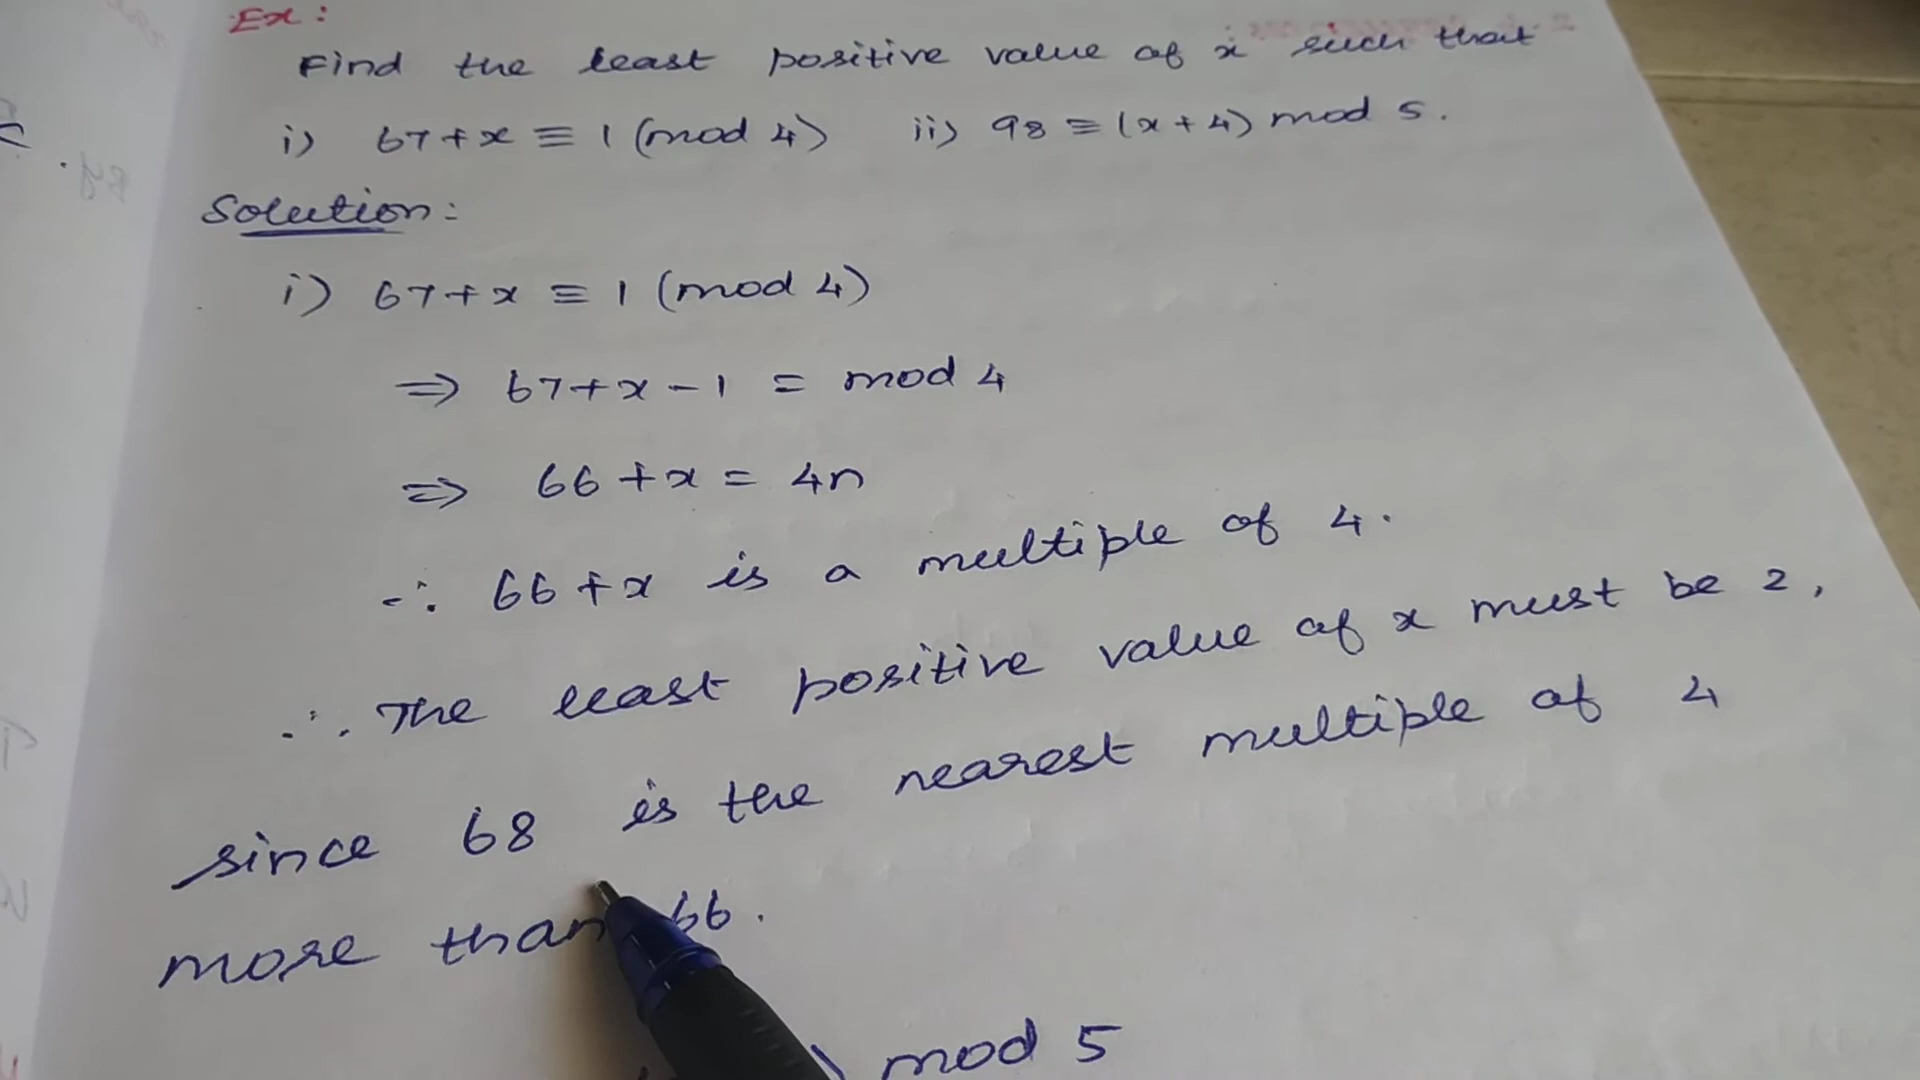 Ex:
Find the least positive value of x such that
i) 67+x ≡ 1 (mod 4) ii) 98 ≡ (x+4) mod 5.
Solution:
i) 67+x ≡ 1 (mod 4)
⇒ 67+x-1 = mod 4
⇒ 66+x = 4n
∴ 66+x is a multiple of 4.
∴ The least positive value of x must be 2,
since 68 is the nearest multiple of 4
more than 66.
) mod 5